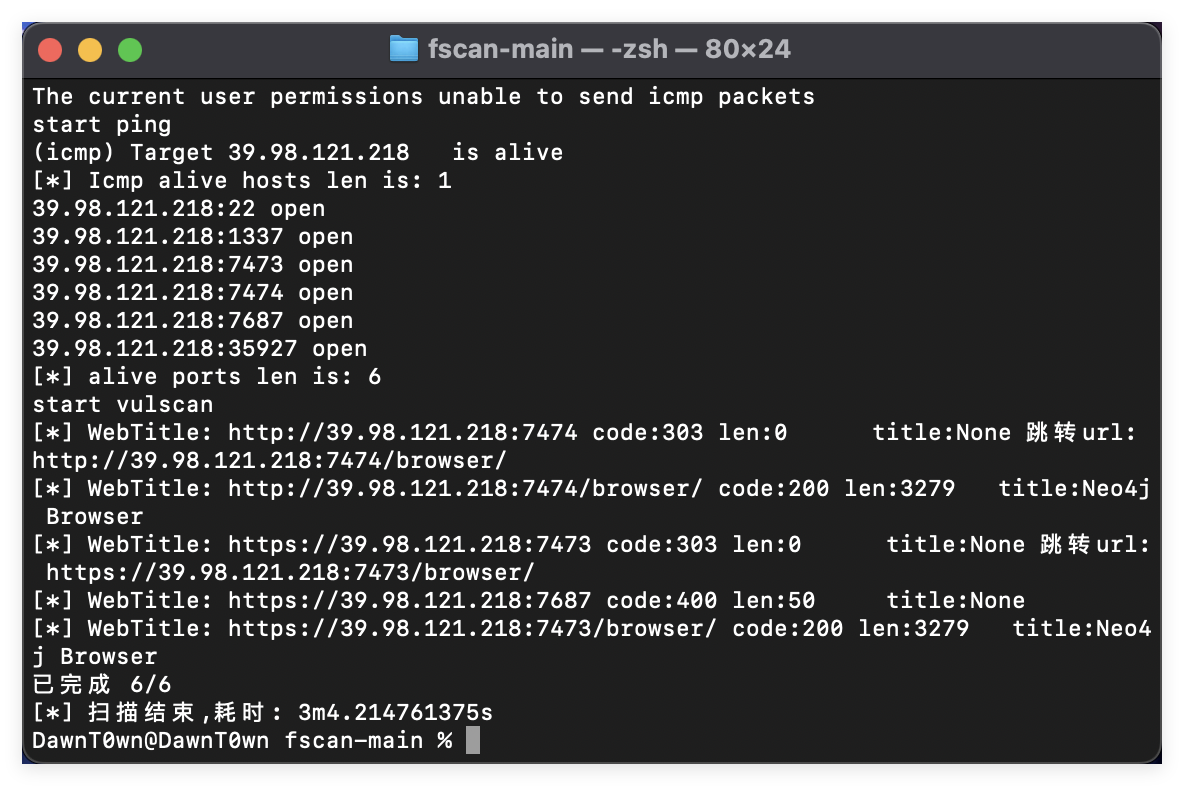 fscan-main — -zsh — 80×24
The current user permissions unable to send icmp packets
start ping
(icmp) Target 39.98.121.218   is alive
[*] Icmp alive hosts len is: 1
39.98.121.218:22 open
39.98.121.218:1337 open
39.98.121.218:7473 open
39.98.121.218:7474 open
39.98.121.218:7687 open
39.98.121.218:35927 open
[*] alive ports len is: 6
start vulscan
[*] WebTitle: http://39.98.121.218:7474 code:303 len:0      title:None 跳转url:
http://39.98.121.218:7474/browser/
[*] WebTitle: http://39.98.121.218:7474/browser/ code:200 len:3279   title:Neo4j
 Browser
[*] WebTitle: https://39.98.121.218:7473 code:303 len:0      title:None 跳转url:
 https://39.98.121.218:7473/browser/
[*] WebTitle: https://39.98.121.218:7687 code:400 len:50     title:None
[*] WebTitle: https://39.98.121.218:7473/browser/ code:200 len:3279   title:Neo4
j Browser
已完成 6/6
[*] 扫描结束,耗时: 3m4.214761375s
DawnT0wn@DawnT0wn fscan-main %